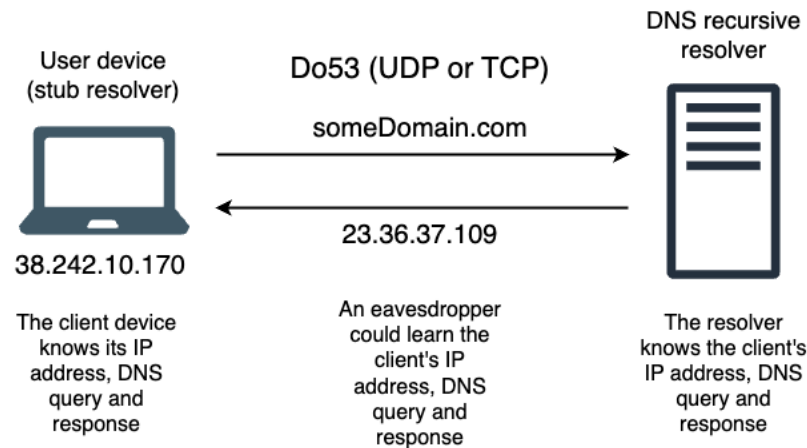 User device
(stub resolver)
Do53 (UDP or TCP)
DNS recursive
resolver
someDomain.com
23.36.37.109
38.242.10.170
The client device
knows its IP
address, DNS
query and
response
An eavesdropper
could learn the
client's IP
address, DNS
query and
response
The resolver
knows the client's
IP address, DNS
query and
response